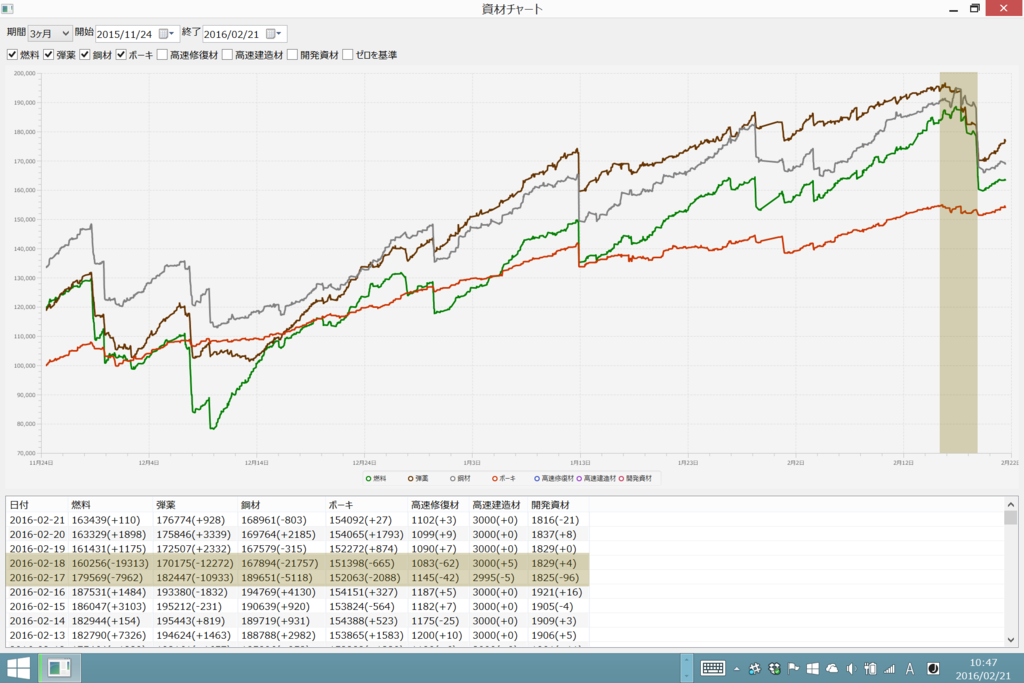 資材チャート
期間 3ヶ月 開始 2015/11/24 終了 2016/02/21
燃料 弾薬 鋼材 ボーキ 高速修復材 高速建造材 開発資材 ゼロを基準
200,000
190,000
180,000
170,000
160,000
150,000
140,000
130,000
120,000
110,000
100,000
90,000
80,000
70,000
11月24日 12月4日 12月14日 12月24日 1月3日 1月13日 1月23日 2月2日 2月12日 2月22日
燃料 弾薬 鋼材 ボーキ 高速修復材 高速建造材 開発資材
日付 燃料 弾薬 鋼材 ボーキ 高速修復材 高速建造材 開発資材
2016-02-21 163439(+110) 176774(+928) 168961(-803) 154092(+27) 1102(+3) 3000(+0) 1816(-21)
2016-02-20 163329(+1898) 175846(+3339) 169764(+2185) 154065(+1793) 1099(+9) 3000(+0) 1837(+8)
2016-02-19 161431(+1175) 172507(+2332) 167579(-315) 152272(+874) 1090(+7) 3000(+0) 1829(+0)
2016-02-18 160256(-19313) 170175(-12272) 167894(-21757) 151398(-665) 1083(-62) 3000(+5) 1829(+4)
2016-02-17 179569(-7962) 182447(-10933) 189651(-5118) 152063(-2088) 1145(-42) 2995(-5) 1825(-96)
2016-02-16 187531(+1484) 193380(-1832) 194769(+4130) 154151(+327) 1187(+5) 3000(+0) 1921(+16)
2016-02-15 186047(+3103) 195212(-231) 190639(+920) 153824(-564) 1182(+7) 3000(+0) 1905(-4)
2016-02-14 182944(+154) 195443(+819) 189719(+931) 154388(+523) 1175(-25) 3000(+0) 1909(+3)
2016-02-13 182790(+7326) 194624(+1463) 188788(+2982) 153865(+1583) 1200(+10) 3000(+0) 1906(+5)
A
10:47
2016/02/21